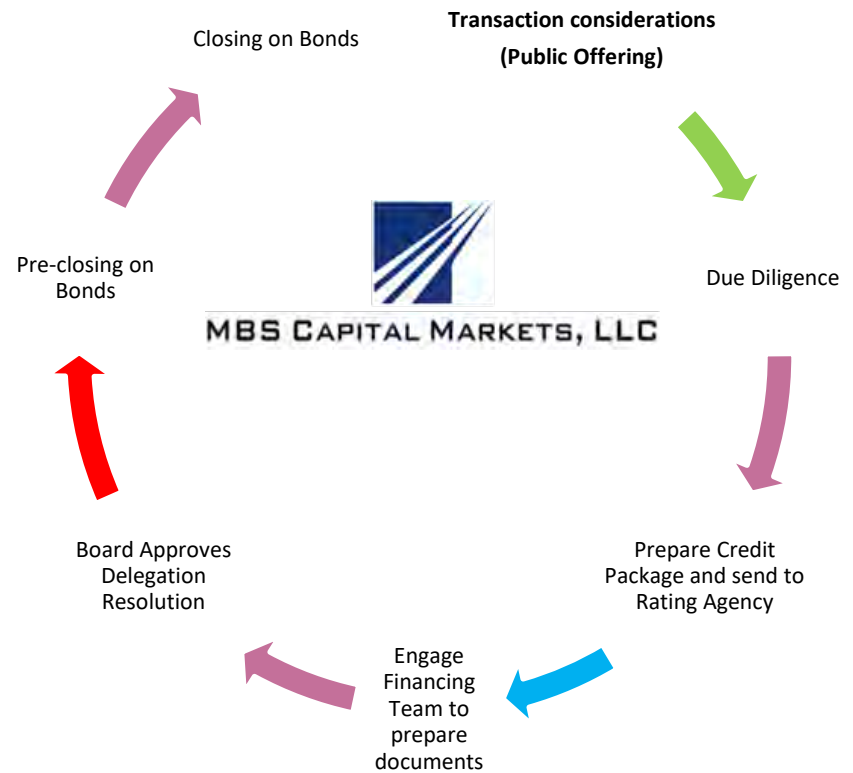 Transaction considerations
(Public Offering)
Due Diligence
Prepare Credit
Package and send to
Rating Agency
Engage
Financing
Team to
prepare
documents
Board Approves
Delegation
Resolution
Pre-closing on
Bonds
Closing on Bonds
MBS CAPITAL MARKETS, LLC